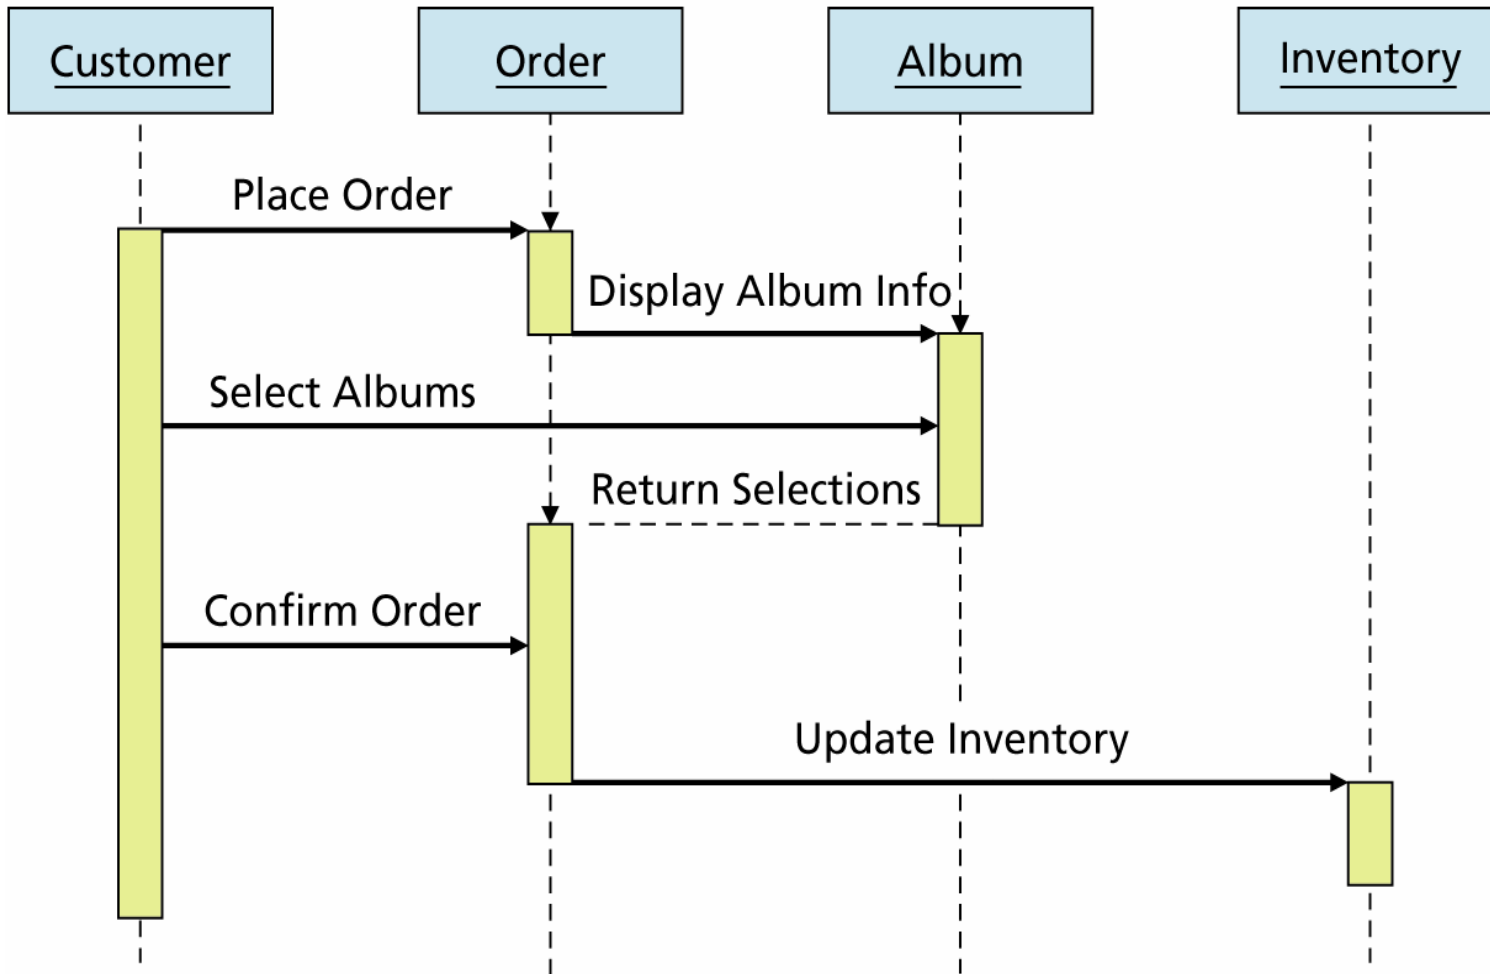 Customer
Order
Album
Inventory
Place Order
Display Album Info
Select Albums
Return Selections
Confirm Order
Update Inventory